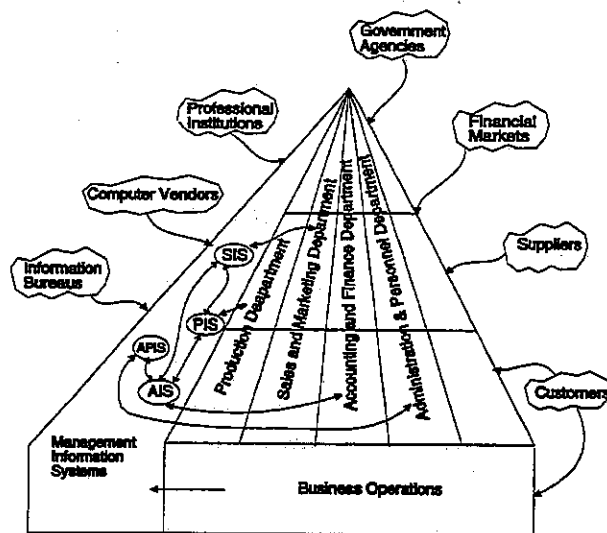 Government
Agencies
Professional
Institutions
Financial
Markets
Computer Vendors
Suppliers
Information
Bureaus
SIS
PIS
APIS
AIS
Production Deapartment
Sales and Marketing Department
Accounting and Finance Department
Administration & Personnel Department
Customers
Management
Information
Systems
Business Operations